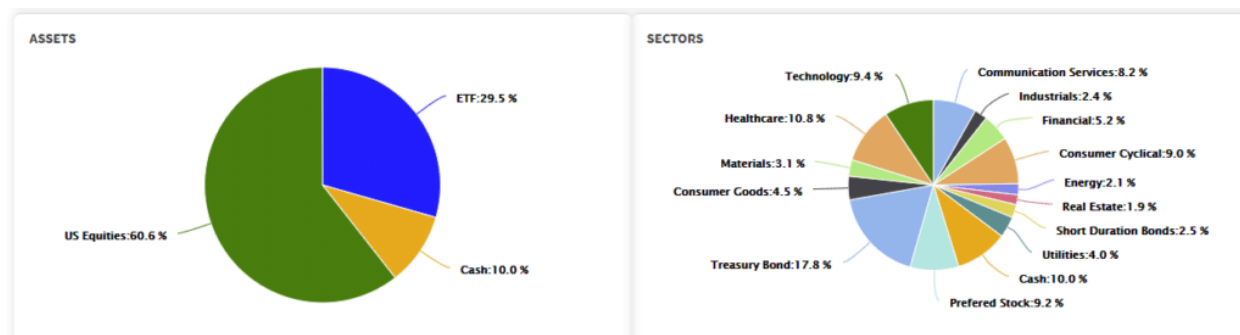 ASSETS
ETF:29.5 %
US Equities:60.6 %
Cash:10.0 %
SECTORS
Technology:9.4 %
Communication Services:8.2 %
Industrials:2.4 %
Healthcare:10.8 %
Financial:5.2 %
Consumer Cyclical:9.0 %
Materials:3.1 %
Energy:2.1 %
Consumer Goods:4.5 %
Real Estate:1.9 %
Short Duration Bonds:2.5 %
Utilities:4.0 %
Treasury Bond:17.8 %
Cash:10.0 %
Prefered Stock:9.2 %